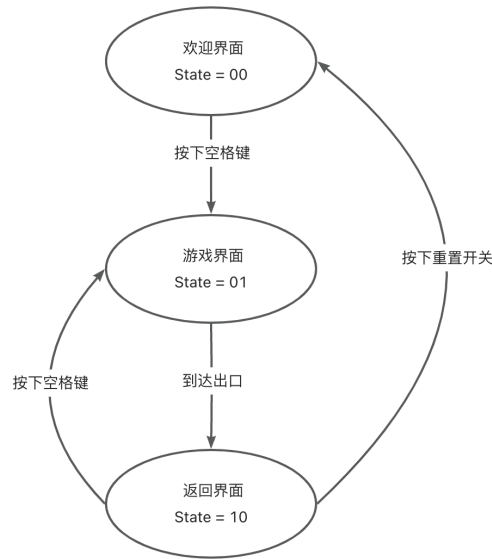 欢迎界面
State = 00
按下空格键
游戏界面
State = 01
按下重置开关
到达出口
按下空格键
返回界面
State = 10